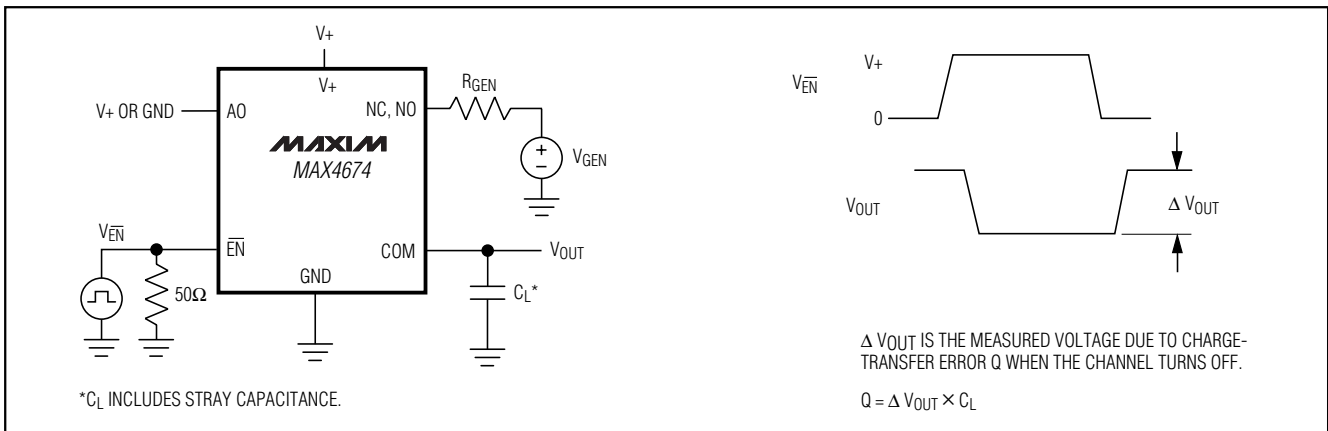 V+
V+
RGEN
V+ OR GND
A0
NC, NO
MAXIM
MAX4674
+
−
VGEN
VEN
EN
50Ω
COM
VOUT
GND
CL*
*CL INCLUDES STRAY CAPACITANCE.
V+
VEN
0
VOUT
Δ VOUT
Δ VOUT IS THE MEASURED VOLTAGE DUE TO CHARGE-
TRANSFER ERROR Q WHEN THE CHANNEL TURNS OFF.
Q = Δ VOUT × CL